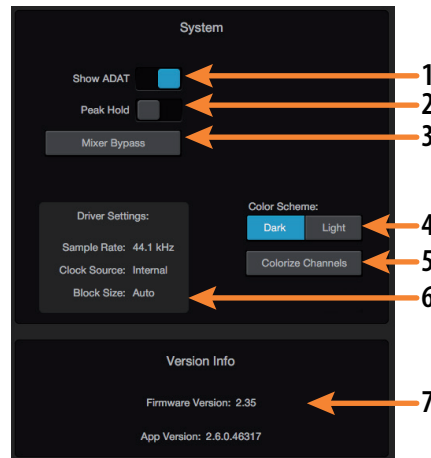 System
Show ADAT
1
Peak Hold
2
Mixer Bypass
3
Color Scheme:
Dark Light
4
Colorize Channels
5
Driver Settings:
Sample Rate: 44.1 kHz
Clock Source: Internal
Block Size: Auto
6
Version Info
Firmware Version: 2.35
7
App Version: 2.6.0.46317